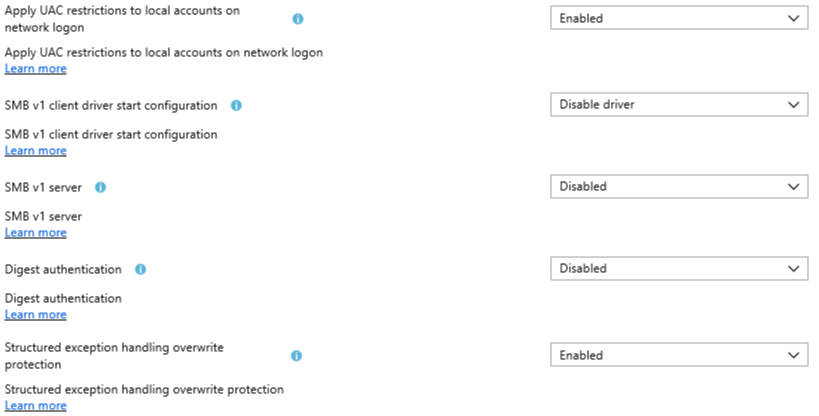 Apply UAC restrictions to local accounts on
network logon
Enabled
Apply UAC restrictions to local accounts on network logon
Learn more
SMB v1 client driver start configuration
Disable driver
SMB v1 client driver start configuration
Learn more
SMB v1 server
Disabled
SMB v1 server
Learn more
Digest authentication
Disabled
Digest authentication
Learn more
Structured exception handling overwrite
protection
Enabled
Structured exception handling overwrite protection
Learn more